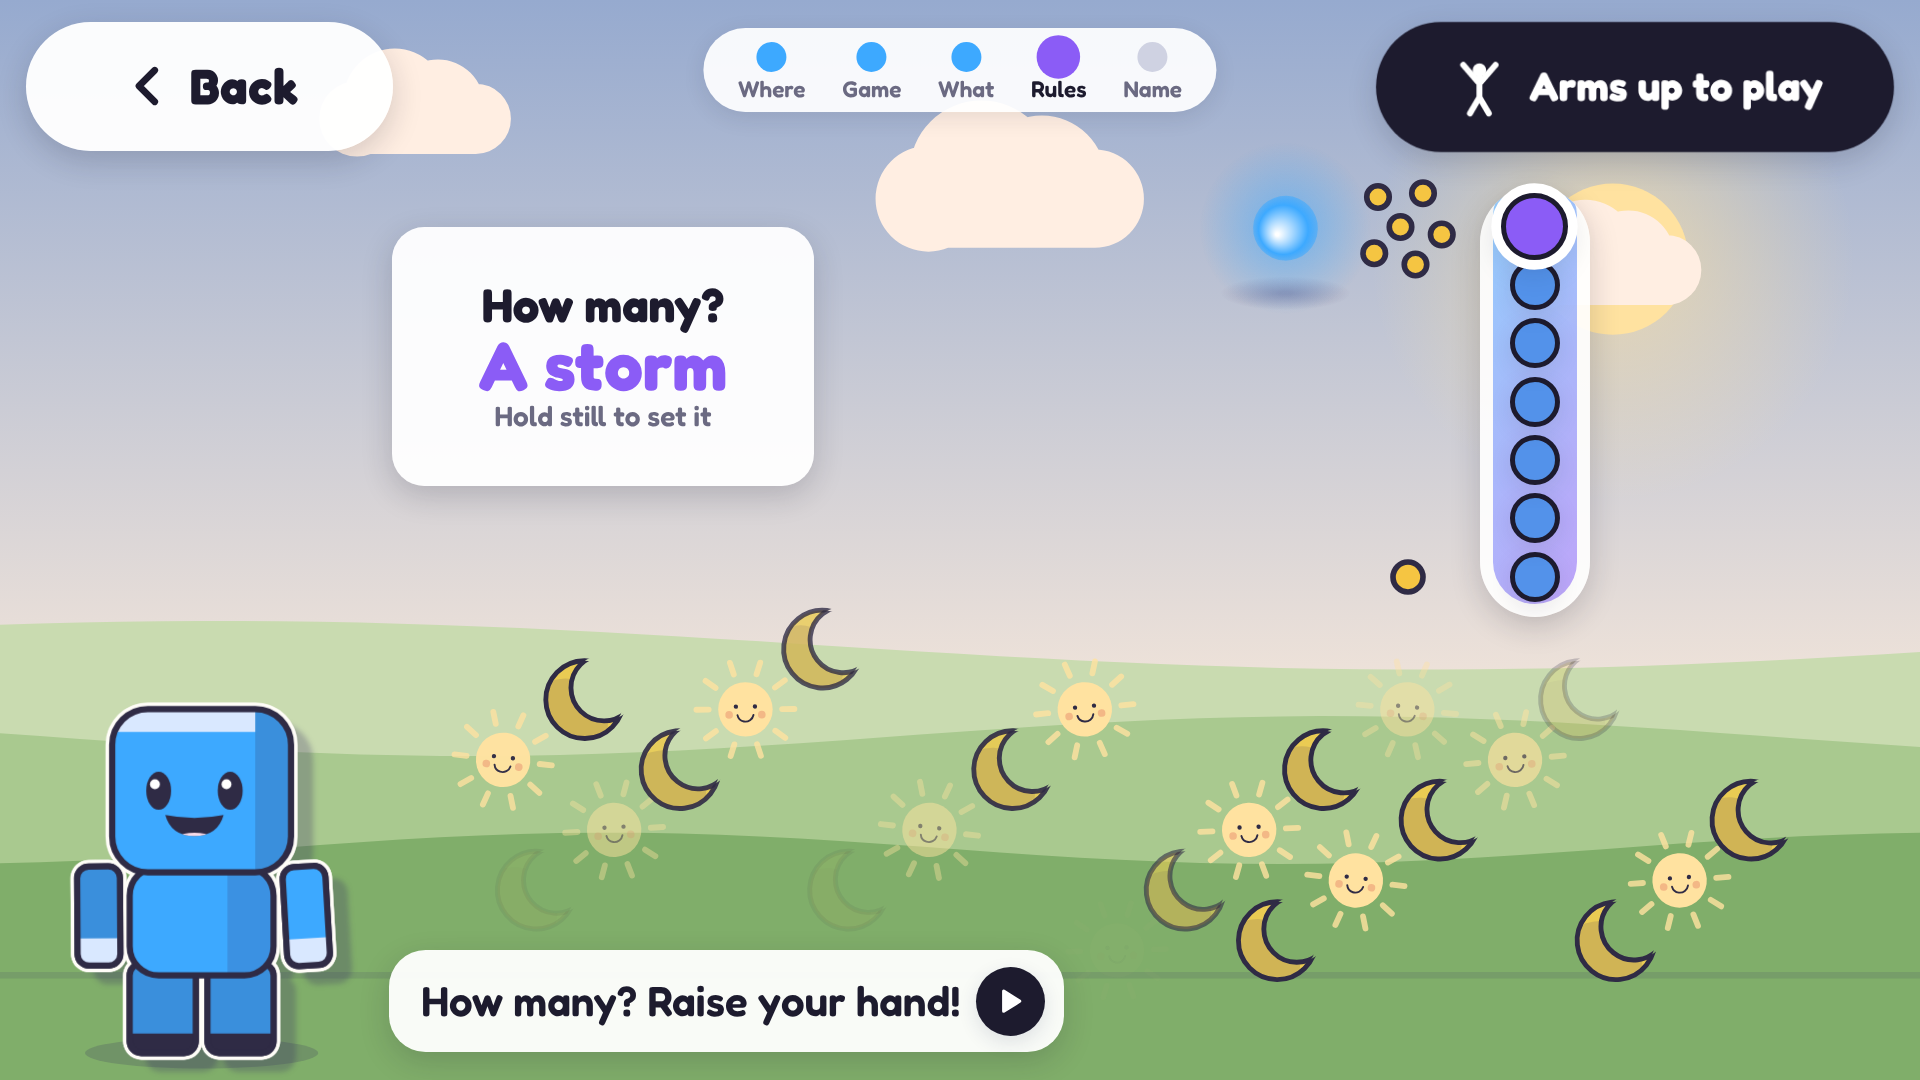 Back
Where
Game
What
Rules
Name
Arms up to play
How many?
A storm
Hold still to set it
How many? Raise your hand!